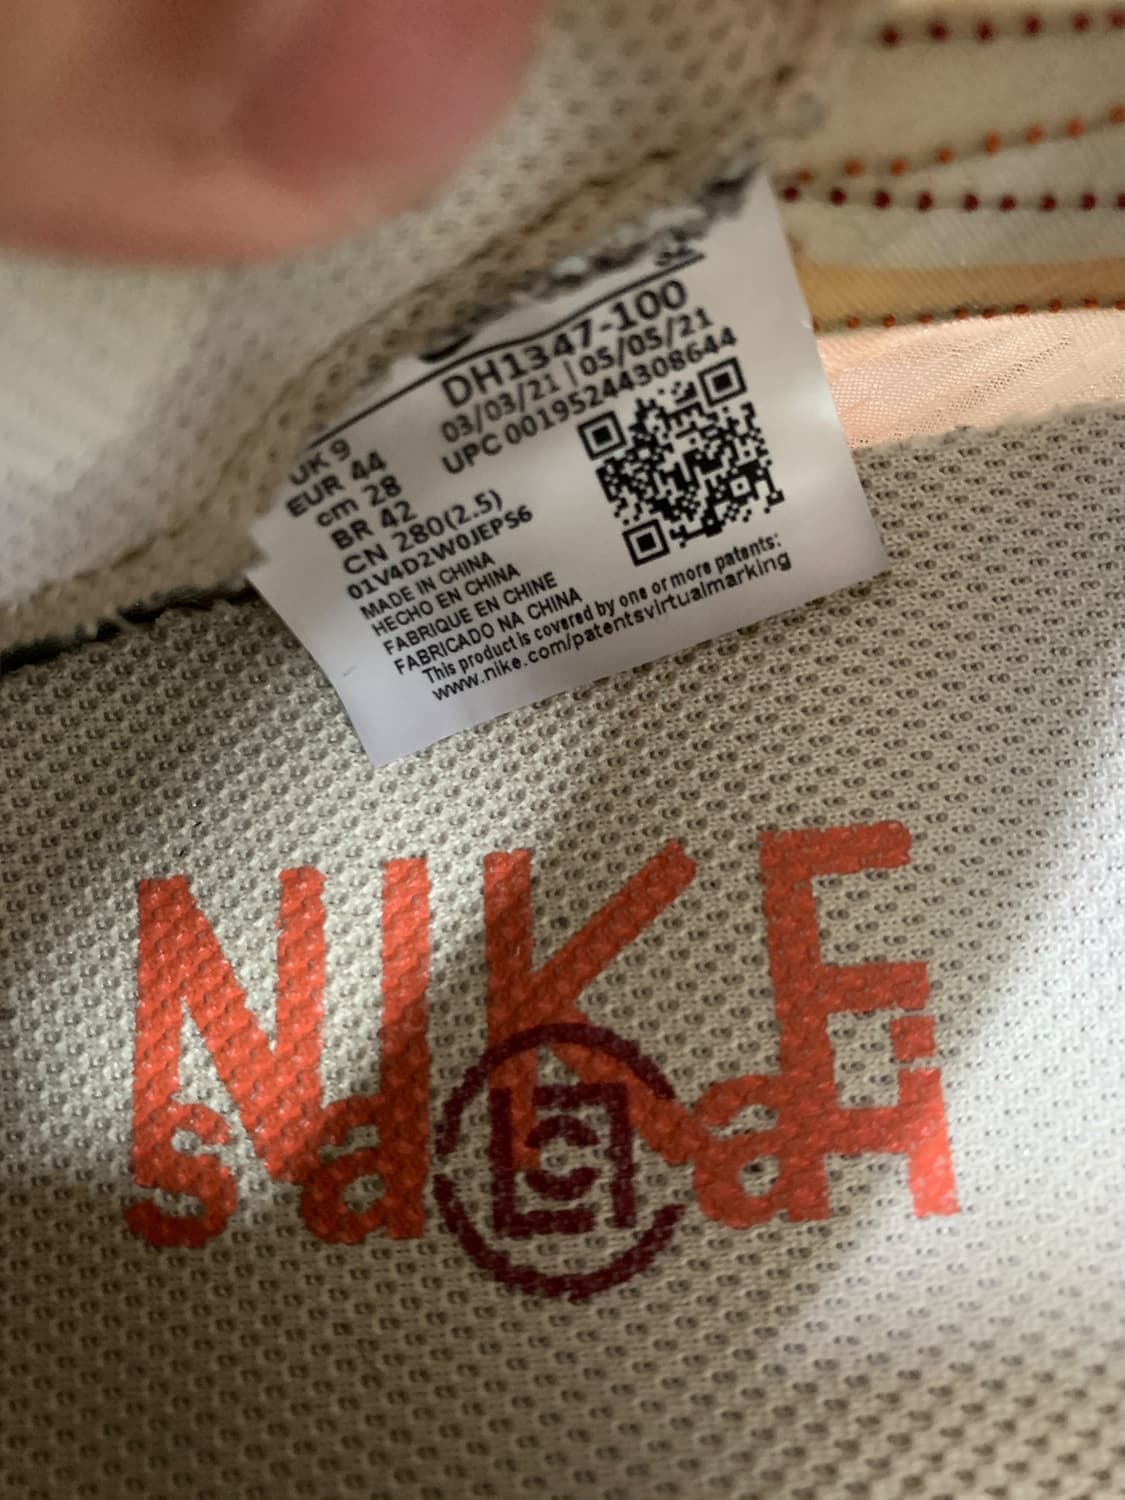 DH1347-100
03/03/21 | 05/05/21
UPC 00195244308644
UK 9
EUR 44
cm 28
BR 42
CN 280(2.5)
01V4D2W0JEPS6
MADE IN CHINA
HECHO EN CHINA
FABRIQUE EN CHINE
FABRICADO NA CHINA
This product is covered by one or more patents:
www.nike.com/patentsvirtualmarking
NIKE
sacai
CLOT